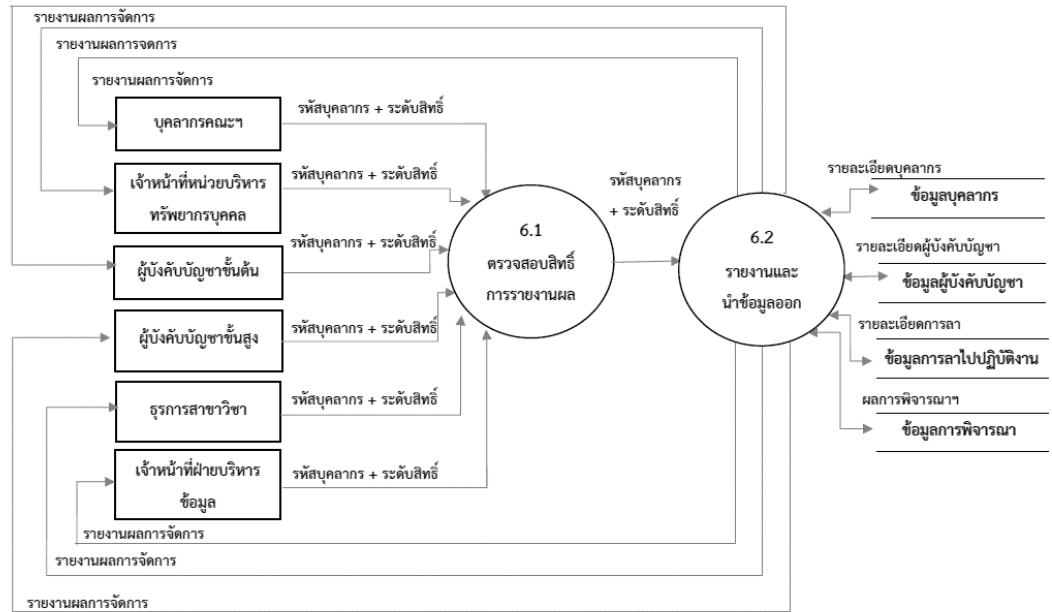 รายงานผลการจัดการ
รายงานผลการจดการ
รายงานผลการจัดการ
บุคลากรคณะฯ
รหัสบุคลากร + ระดับสิทธิ์
เจ้าหน้าที่หน่วยบริหาร
ทรัพยากรบุคคล
รหัสบุคลากร + ระดับสิทธิ์
ผู้บังคับบัญชาขั้นต้น
รหัสบุคลากร + ระดับสิทธิ์
ผู้บังคับบัญชาขั้นสูง
รหัสบุคลากร + ระดับสิทธิ์
ธุรการสาขาวิชา
รหัสบุคลากร + ระดับสิทธิ์
เจ้าหน้าที่ฝ่ายบริหาร
ข้อมูล
รหัสบุคลากร + ระดับสิทธิ์
6.1
ตรวจสอบสิทธิ์
การรายงานผล
รหัสบุคลากร
+ ระดับสิทธิ์
6.2
รายงานและ
นำข้อมูลออก
รายละเอียดบุคลากร
ข้อมูลบุคลากร
รายละเอียดผู้บังคับบัญชา
ข้อมูลผู้บังคับบัญชา
รายละเอียดการลา
ข้อมูลการลาไปปฏิบัติงาน
ผลการพิจารณาฯ
ข้อมูลการพิจารณา
รายงานผลการจัดการ
รายงานผลการจัดการ
รายงานผลการจัดการ